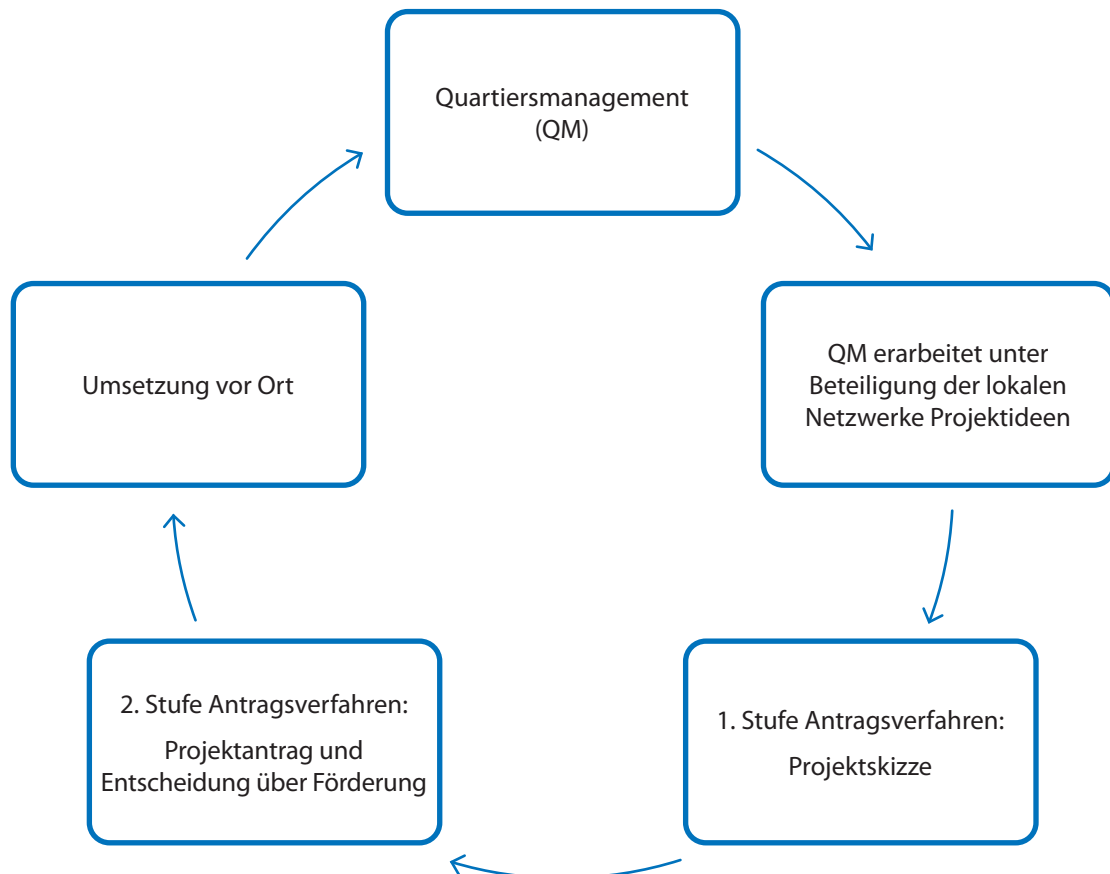 Quartiersmanagement
(QM)
QM erarbeitet unter
Beteiligung der lokalen
Netzwerke Projektideen
1. Stufe Antragsverfahren:
Projektskizze
2. Stufe Antragsverfahren:
Projektantrag und
Entscheidung über Förderung
Umsetzung vor Ort